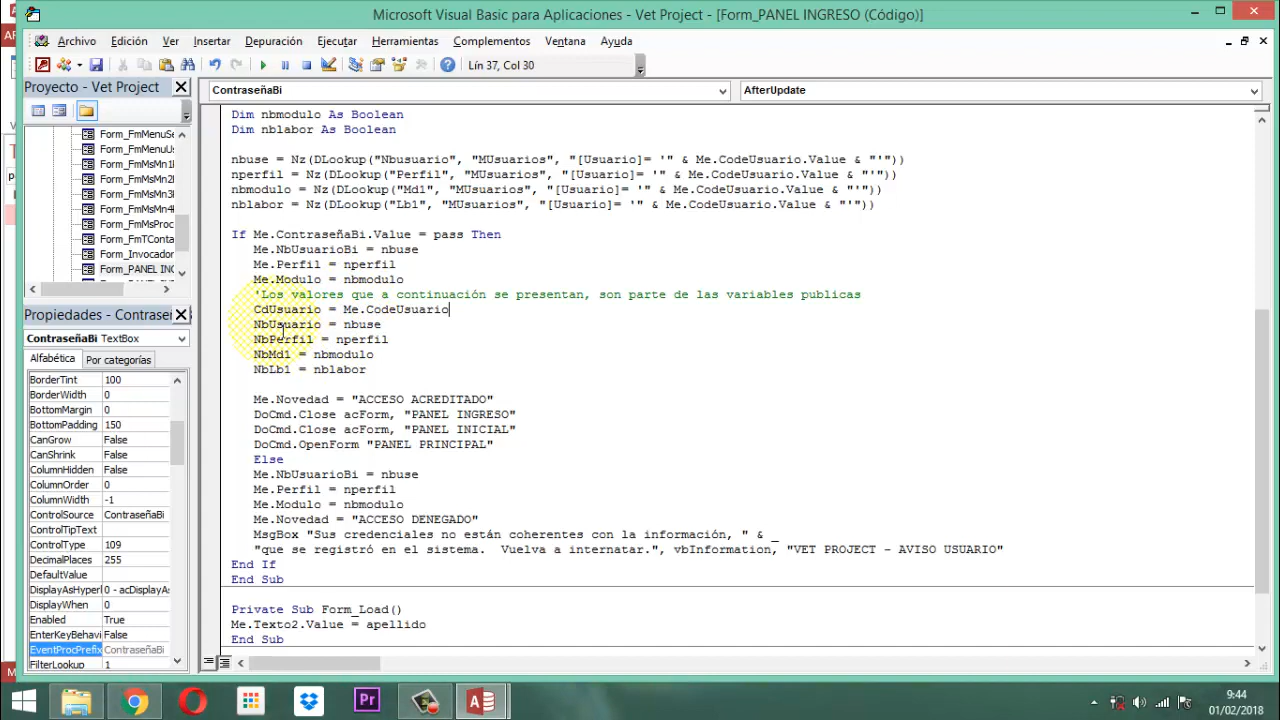 Microsoft Visual Basic para Aplicaciones - Vet Project - [Form_PANEL INGRESO (Código)]
Archivo Edición Ver Insertar Depuración Ejecutar Herramientas Complementos Ventana Ayuda
Lín 37, Col 30
Proyecto - Vet Project
ContraseñaBi
AfterUpdate
Form_FmMenuSe
Form_FmMenuU
Form_FmMsMn1
Form_FmMsMn2
Form_FmMsMn3
Form_FmMsMn4
Form_FmMsProc
Form_FmTConta
Form_Invocador
Form_PANEL IN
Propiedades - Contraseñ
ContraseñaBi TextBox
Alfabética Por categorías
BorderTint 100
BorderWidth 0
BottomMargin 0
BottomPadding 150
CanGrow False
CanShrink False
ColumnHidden False
ColumnOrder 0
ColumnWidth -1
ControlSource ContraseñaBi
ControlTipText
ControlType 109
DecimalPlaces 255
DefaultValue
DisplayAsHyperl 0 - acDisplayAs
DisplayWhen 0
Enabled True
EnterKeyBehavi False
EventProcPrefix ContraseñaBi
FilterLookup 1
Dim nbmodulo As Boolean
Dim nblabor As Boolean
nbuse = Nz(DLookup("Nbusuario", "MUsuarios", "[Usuario]= '" & Me.CodeUsuario.Value & "'"))
nperfil = Nz(DLookup("Perfil", "MUsuarios", "[Usuario]= '" & Me.CodeUsuario.Value & "'"))
nbmodulo = Nz(DLookup("Md1", "MUsuarios", "[Usuario]= '" & Me.CodeUsuario.Value & "'"))
nblabor = Nz(DLookup("Lb1", "MUsuarios", "[Usuario]= '" & Me.CodeUsuario.Value & "'"))
If Me.ContraseñaBi.Value = pass Then
Me.NbUsuarioBi = nbuse
Me.Perfil = nperfil
Me.Modulo = nbmodulo
'Los valores que a continuación se presentan, son parte de las variables publicas
CdUsuario = Me.CodeUsuario
NbUsuario = nbuse
NbPerfil = nperfil
NbMd1 = nbmodulo
NbLb1 = nblabor
Me.Novedad = "ACCESO ACREDITADO"
DoCmd.Close acForm, "PANEL INGRESO"
DoCmd.Close acForm, "PANEL INICIAL"
DoCmd.OpenForm "PANEL PRINCIPAL"
Else
Me.NbUsuarioBi = nbuse
Me.Perfil = nperfil
Me.Modulo = nbmodulo
Me.Novedad = "ACCESO DENEGADO"
MsgBox "Sus credenciales no están coherentes con la información, " & _
"que se registró en el sistema.  Vuelva a internatar.", vbInformation, "VET PROJECT - AVISO USUARIO"
End If
End Sub
Private Sub Form_Load()
Me.Texto2.Value = apellido
End Sub
Pr
9:44
01/02/2018